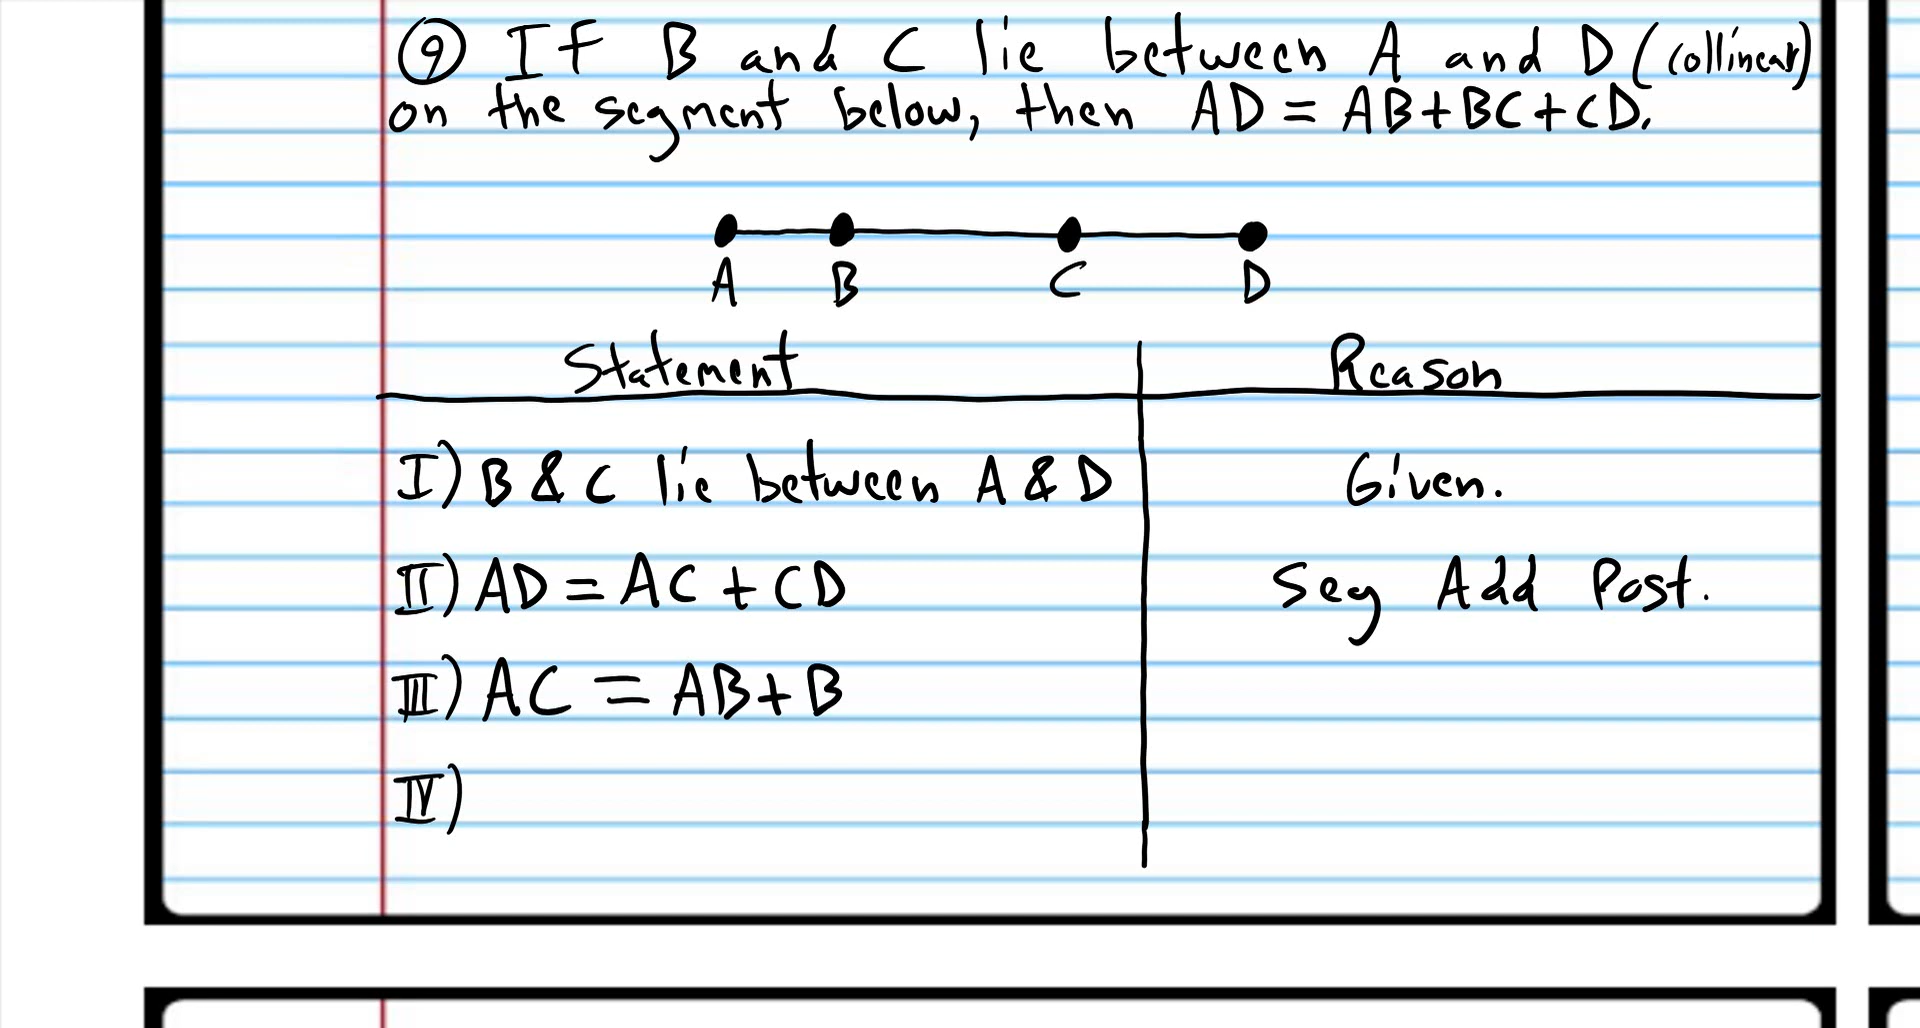 ⑨ If B and C lie between A and D (collinear)
on the segment below, then AD = AB+BC+CD.
A B C D
Statement Reason
I) B & C lie between A & D Given.
II) AD = AC + CD Seg Add Post.
III) AC = AB+B
IV)